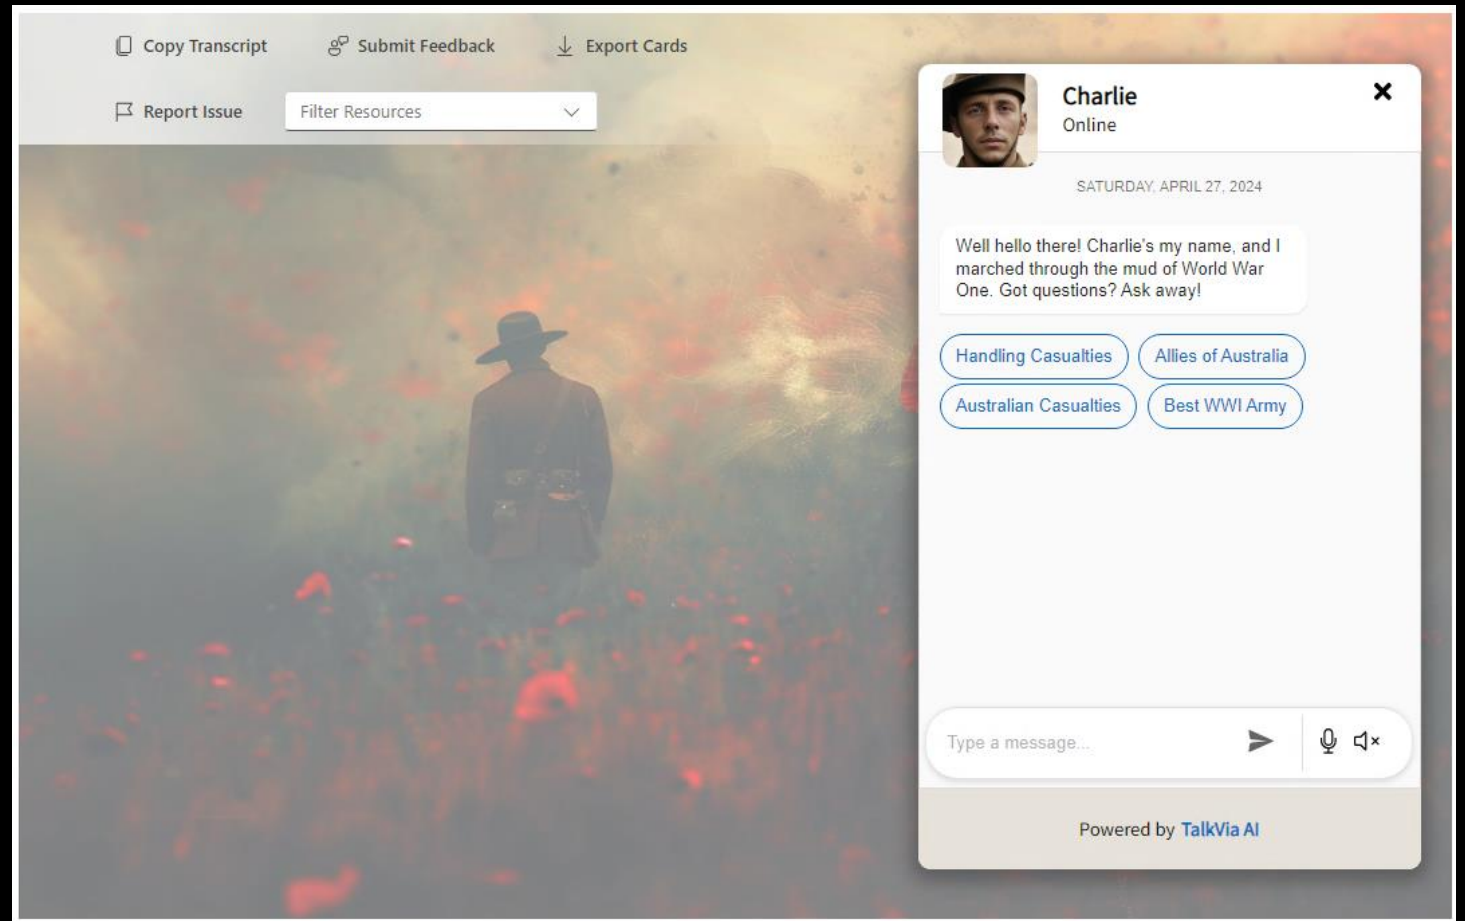 Copy Transcript
Submit Feedback
Export Cards
Report Issue
Filter Resources
Charlie
Online
SATURDAY, APRIL 27, 2024
Well hello there! Charlie's my name, and I
marched through the mud of World War
One. Got questions? Ask away!
Handling Casualties
Allies of Australia
Australian Casualties
Best WWI Army
Type a message...
Powered by TalkVia AI